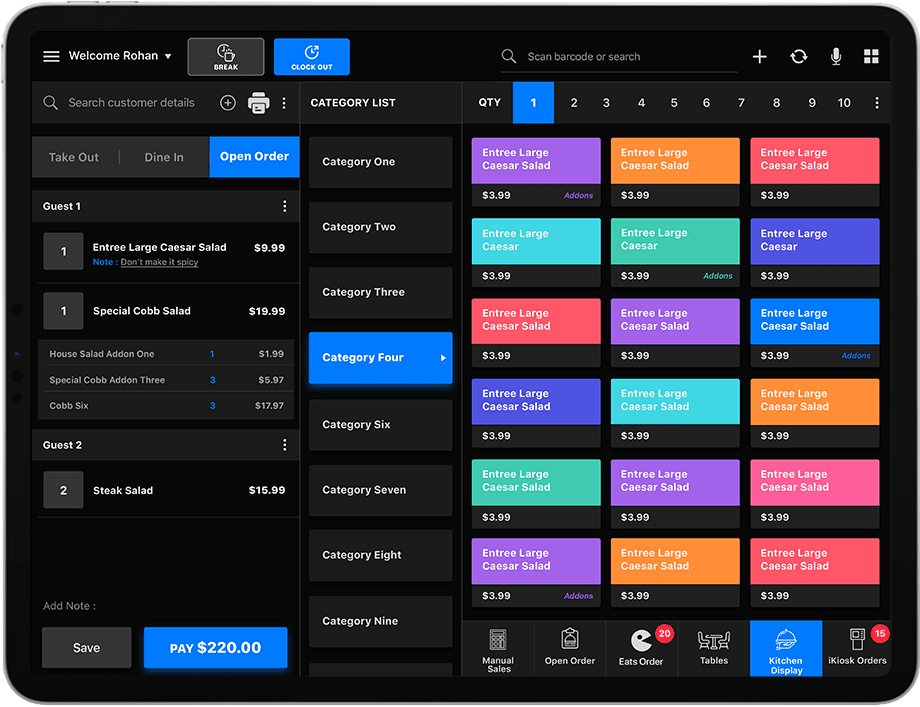 Welcome Rohan
BREAK
CLOCK OUT
Scan barcode or search
Search customer details
CATEGORY LIST
QTY 1 2 3 4 5 6 7 8 9 10
Take Out Dine In Open Order
Guest 1
1 Entree Large Caesar Salad $9.99
Note : Don't make it spicy
1 Special Cobb Salad $19.99
House Salad Addon One 1 $1.99
Special Cobb Addon Three 3 $5.97
Cobb Six 3 $17.97
Guest 2
2 Steak Salad $15.99
Add Note :
Save
PAY $220.00
Category One
Category Two
Category Three
Category Four
Category Six
Category Seven
Category Eight
Category Nine
Entree Large
Caesar Salad
$3.99 Addons
Entree Large
Caesar Salad
$3.99
Entree Large
Caesar Salad
$3.99
Entree Large
Caesar
$3.99
Entree Large
Caesar
$3.99 Addons
Entree Large
Caesar
$3.99
Entree Large
Caesar Salad
$3.99
Entree Large
Caesar Salad
$3.99
Entree Large
Caesar Salad
$3.99 Addons
Entree Large
Caesar Salad
$3.99
Entree Large
Caesar Salad
$3.99
Entree Large
Caesar Salad
$3.99
Entree Large
Caesar Salad
$3.99
Entree Large
Caesar Salad
$3.99
Entree Large
Caesar Salad
$3.99
Entree Large
Caesar Salad
$3.99 Addons
Entree Large
Caesar Salad
$3.99
Entree Large
Caesar Salad
$3.99
Manual
Sales
Open Order
20
Eats Order
Tables
Kitchen
Display
15
iKiosk Orders